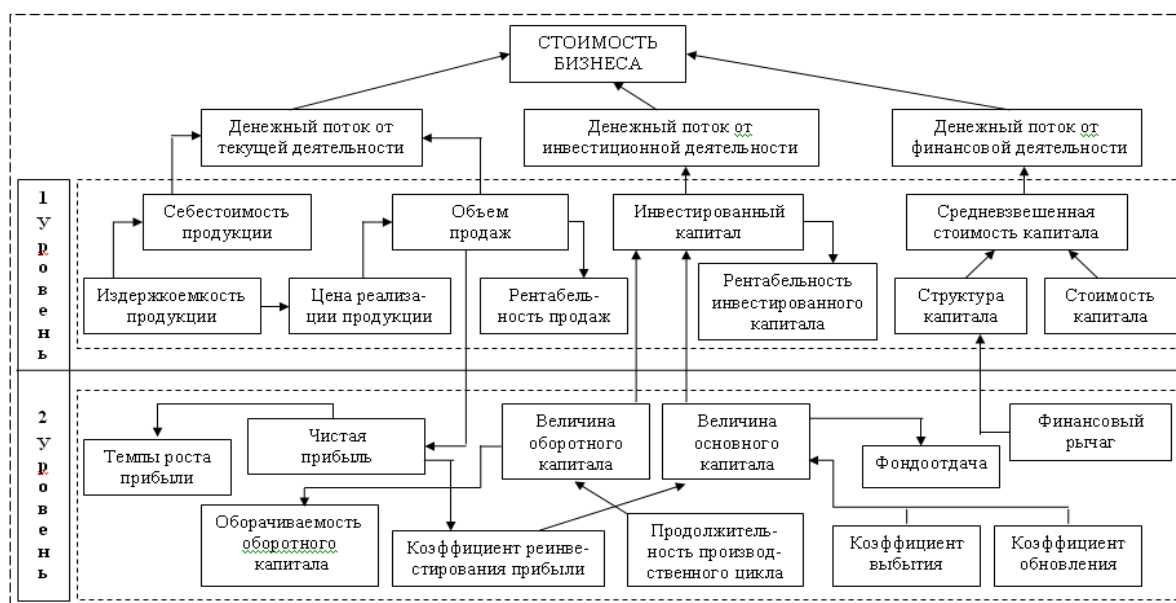 СТОИМОСТЬ
БИЗНЕСА
Денежный поток от
текущей деятельности
Денежный поток от
инвестиционной деятельности
Денежный поток от
финансовой деятельности
1
У
р
о
в
е
н
ь
Себестоимость
продукции
Объем
продаж
Инвестированный
капитал
Средневзвешенная
стоимость капитала
Издержкоемкость
продукции
Цена реализа-
ции продукции
Рентабель-
ность продаж
Рентабельность
инвестированного
капитала
Структура
капитала
Стоимость
капитала
2
У
р
о
в
е
н
ь
Темпы роста
прибыли
Чистая
прибыль
Величина
оборотного
капитала
Величина
основного
капитала
Фондоотдача
Финансовый
рычаг
Оборачиваемость
оборотного
капитала
Коэффициент реинве-
стирования прибыли
Продолжитель-
ность производ-
ственного цикла
Коэффициент
выбытия
Коэффициент
обновления